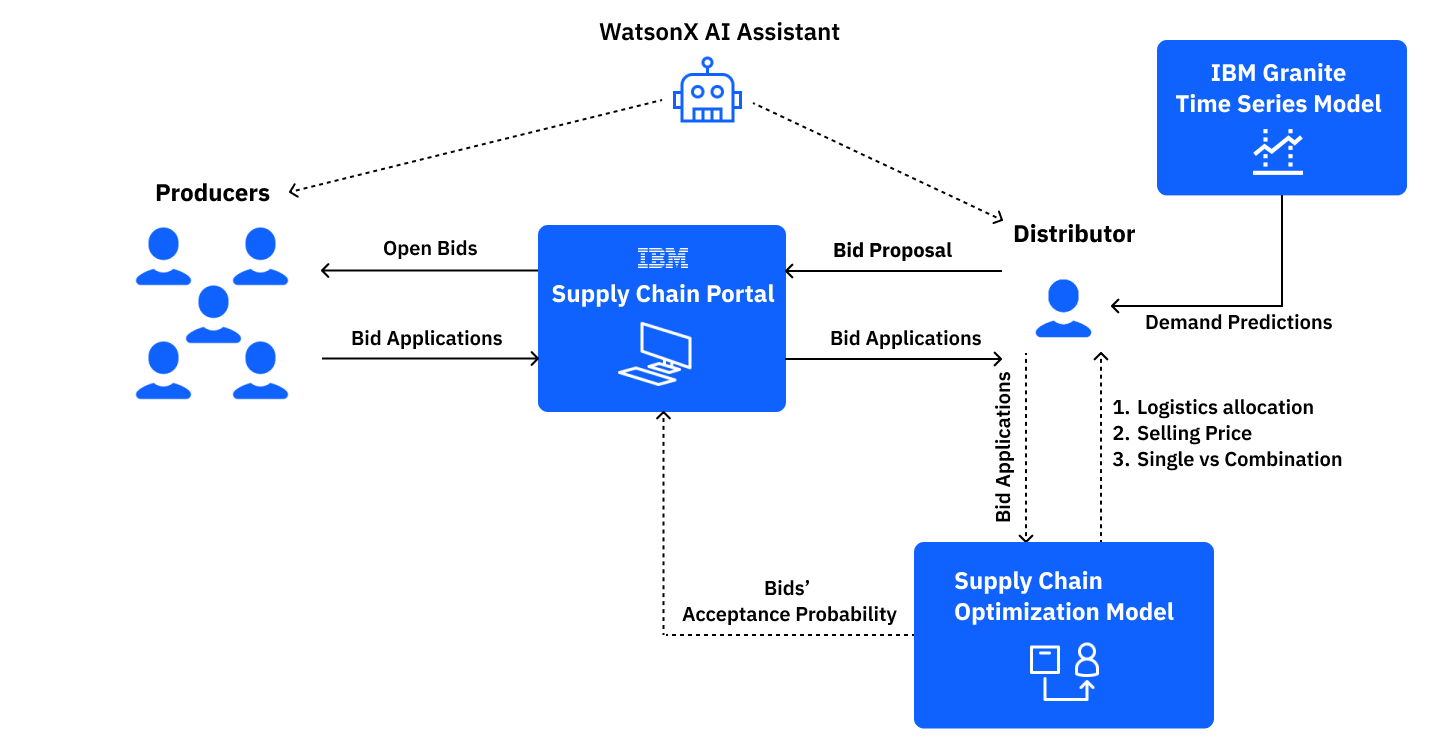 WatsonX AI Assistant
IBM Granite
Time Series Model
Producers
Distributor
Open Bids
Bid Proposal
IBM
Supply Chain Portal
Demand Predictions
Bid Applications
Bid Applications
Bid Applications
1. Logistics allocation
2. Selling Price
3. Single vs Combination
Bids’
Acceptance Probability
Supply Chain
Optimization Model